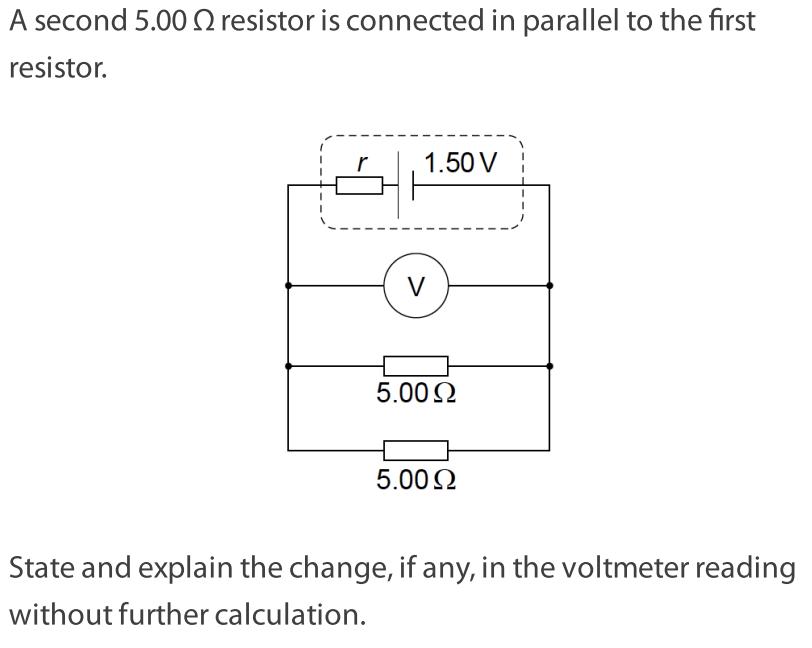 A second 5.00 Ω resistor is connected in parallel to the first
resistor.
r 1.50 V
V
5.00 Ω
5.00 Ω
State and explain the change, if any, in the voltmeter reading
without further calculation.